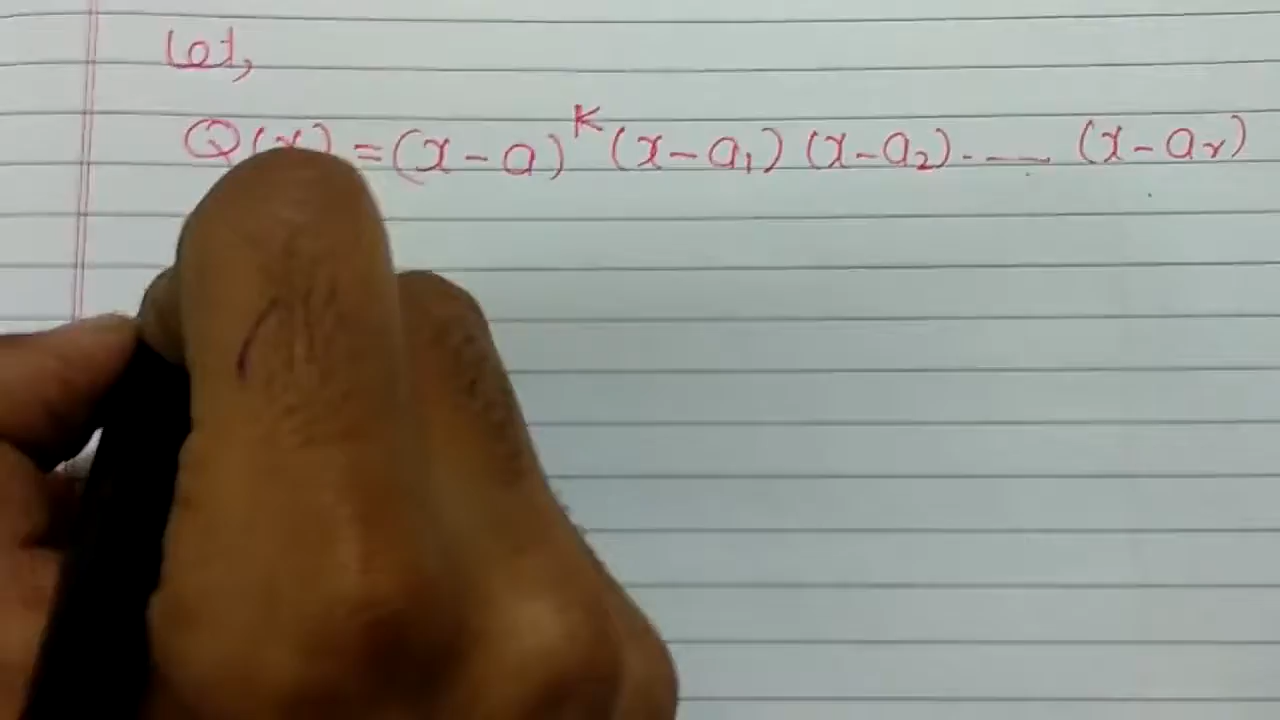 Let,
Q(x) = (x-a)^K (x-a₁) (x-a₂) .-— (x-aᵣ)